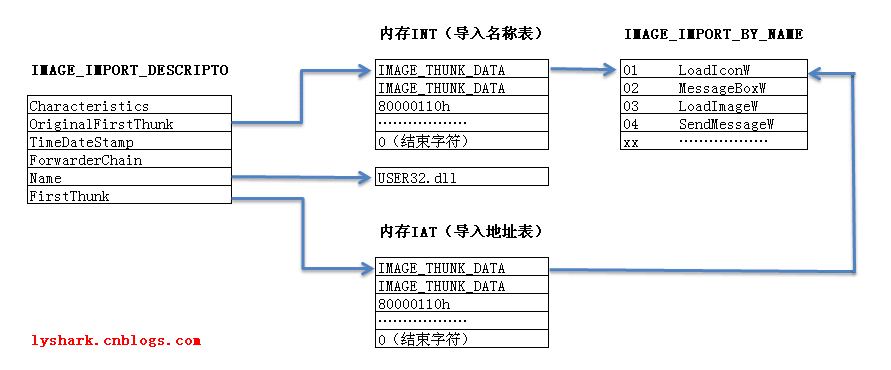 IMAGE_IMPORT_DESCRIPTO
Characteristics
OriginalFirstThunk
TimeDateStamp
ForwarderChain
Name
FirstThunk
内存INT（导入名称表）
IMAGE_THUNK_DATA
IMAGE_THUNK_DATA
80000110h
·················
0（结束字符）
USER32.dll
内存IAT（导入地址表）
IMAGE_THUNK_DATA
IMAGE_THUNK_DATA
80000110h
·················
0（结束字符）
IMAGE_IMPORT_BY_NAME
01 LoadIconW
02 MessageBoxW
03 LoadImageW
04 SendMessageW
xx ·················
lyshark.cnblogs.com